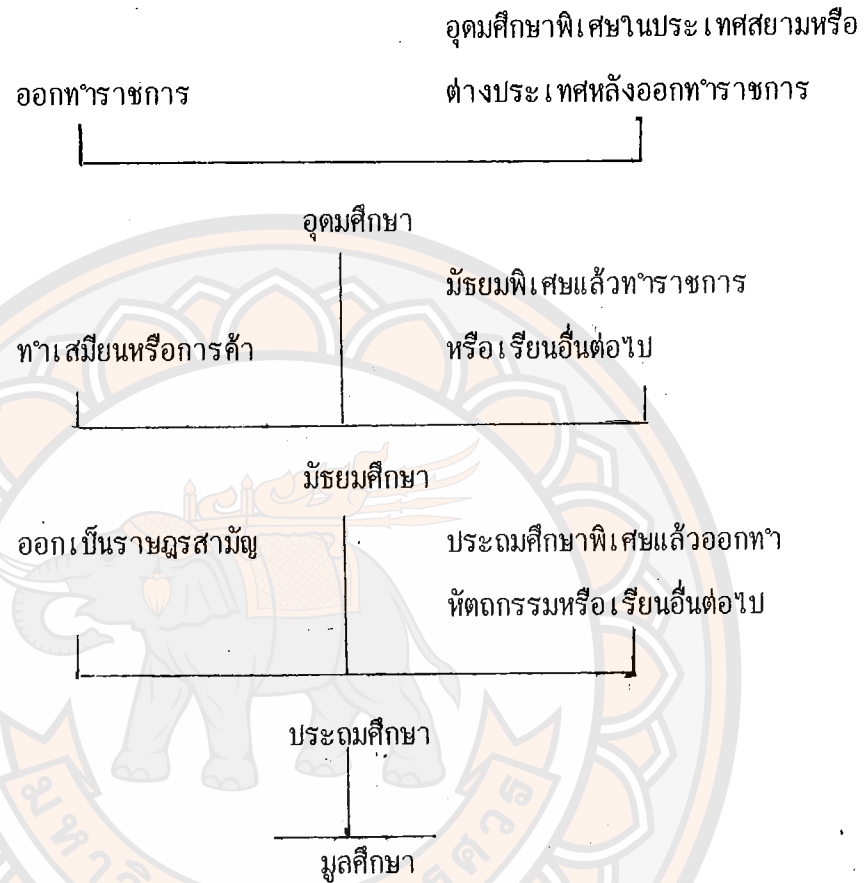 อุดมศึกษาพิเศษในประเทศสยามหรือ
ออกทำราชการ
ต่างประเทศหลังออกทำราชการ
อุดมศึกษา
มัธยมพิเศษแล้วทำราชการ
ทำเสมียนหรือการค้า
หรือเรียนอื่นต่อไป
มัธยมศึกษา
ออกเป็นราษฎรสามัญ
ประถมศึกษาพิเศษแล้วออกทำ
หัตถกรรมหรือเรียนอื่นต่อไป
ประถมศึกษา
มูลศึกษา